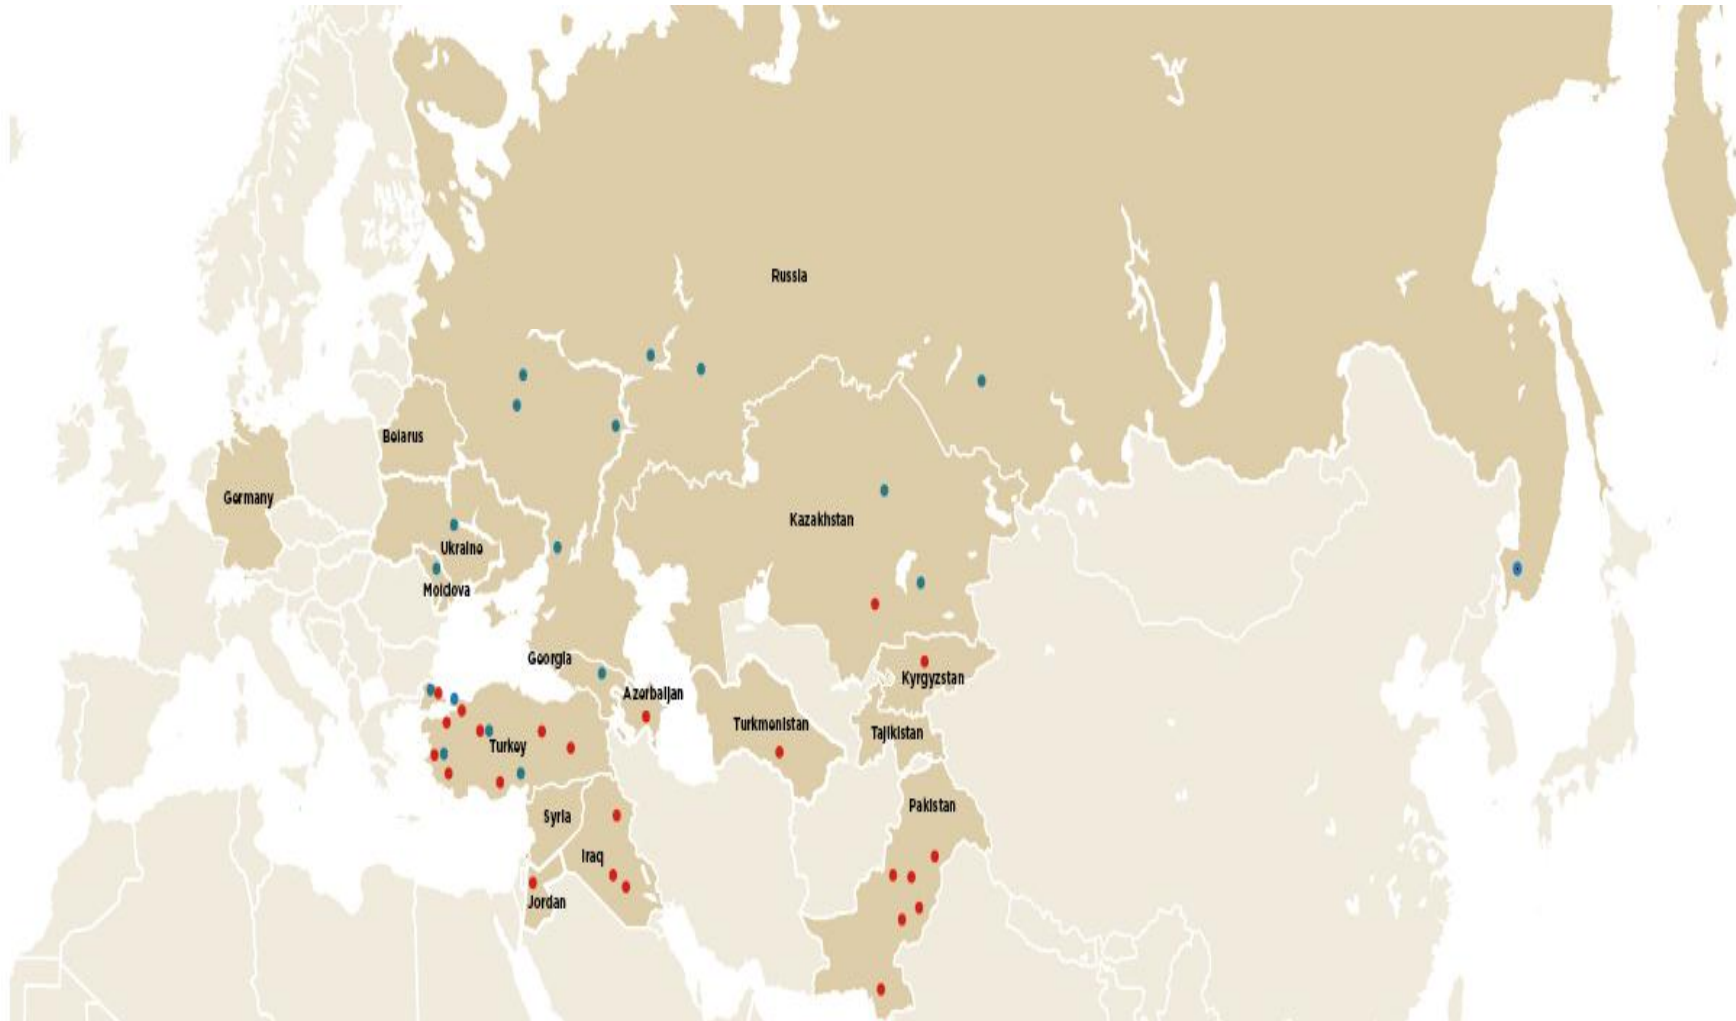 Russia
Belarus
Germany
Kazakhstan
Ukraine
Moldova
Georgia
Kyrgyzstan
Azerbaijan
Turkmenistan
Tajikistan
Turkey
Pakistan
Syria
Iraq
Jordan